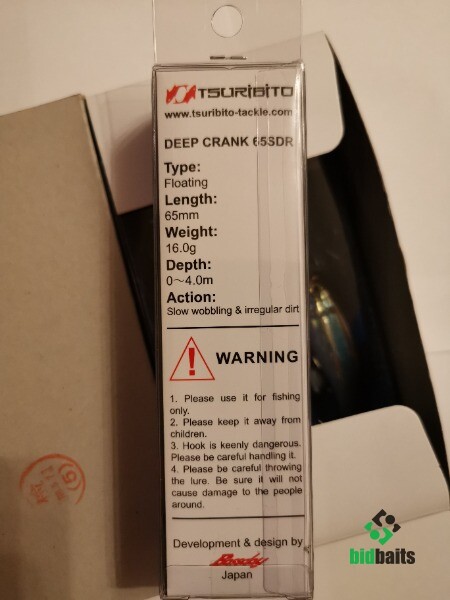 TSURIBITO
www.tsuribito-tackle.com
DEEP CRANK 65SDR
Type:
Floating
Length:
65mm
Weight:
16.0g
Depth:
0～4.0m
Action:
Slow wobbling & irregular dirt
WARNING
1. Please use it for fishing
only.
2. Please keep it away from
children.
3. Hook is keenly dangerous.
Please be careful handling it.
4. Please be careful throwing
the lure. Be sure it will not
cause damage to the people
around.
Development & design by
Japan
(5)
bidbaits